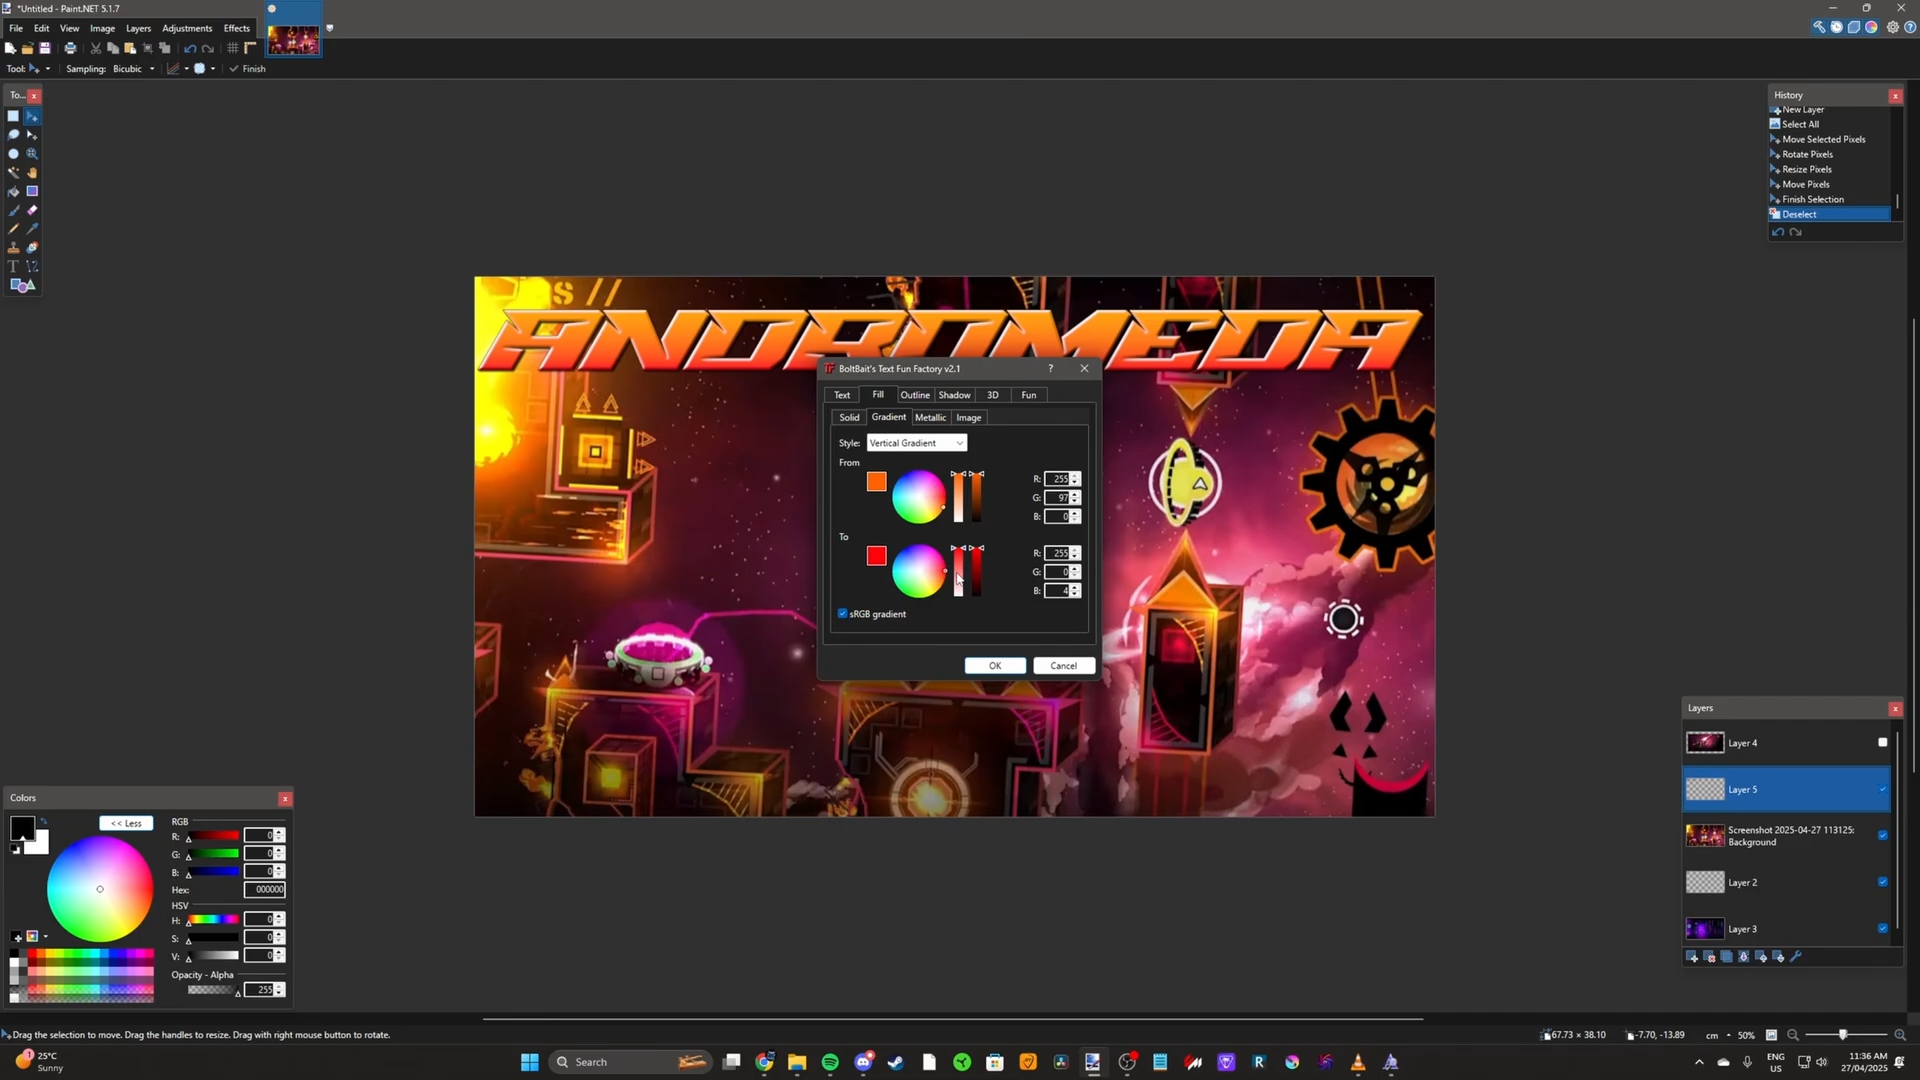 *Untitled - Paint.NET 5.1.7
File Edit View Image Layers Adjustments Effects
Tool: Sampling: Bicubic Finish
To...
History
New Layer
Select All
Move Selected Pixels
Rotate Pixels
Resize Pixels
Move Pixels
Finish Selection
Deselect
S //
ANDROMEDA
BoltBait's Text Fun Factory v2.1
?
Text Fill Outline Shadow 3D Fun
Solid Gradient Metallic Image
Style: Vertical Gradient
From
R: 255
G: 97
B: 0
To
R: 255
G: 0
B: 4
sRGB gradient
OK Cancel
Layers
Layer 4
Layer 5
Screenshot 2025-04-27 113125:
Background
Layer 2
Layer 3
Colors
<< Less
RGB
R: 0
G: 0
B: 0
Hex: 000000
HSV
H: 0
S: 0
V: 0
Opacity - Alpha
255
Drag the selection to move. Drag the handles to resize. Drag with right mouse button to rotate.
67.73 × 38.10 -7.70, -13.89 cm 50%
1
25°C
Sunny
Search
R
ENG
US
11:36 AM
27/04/2025